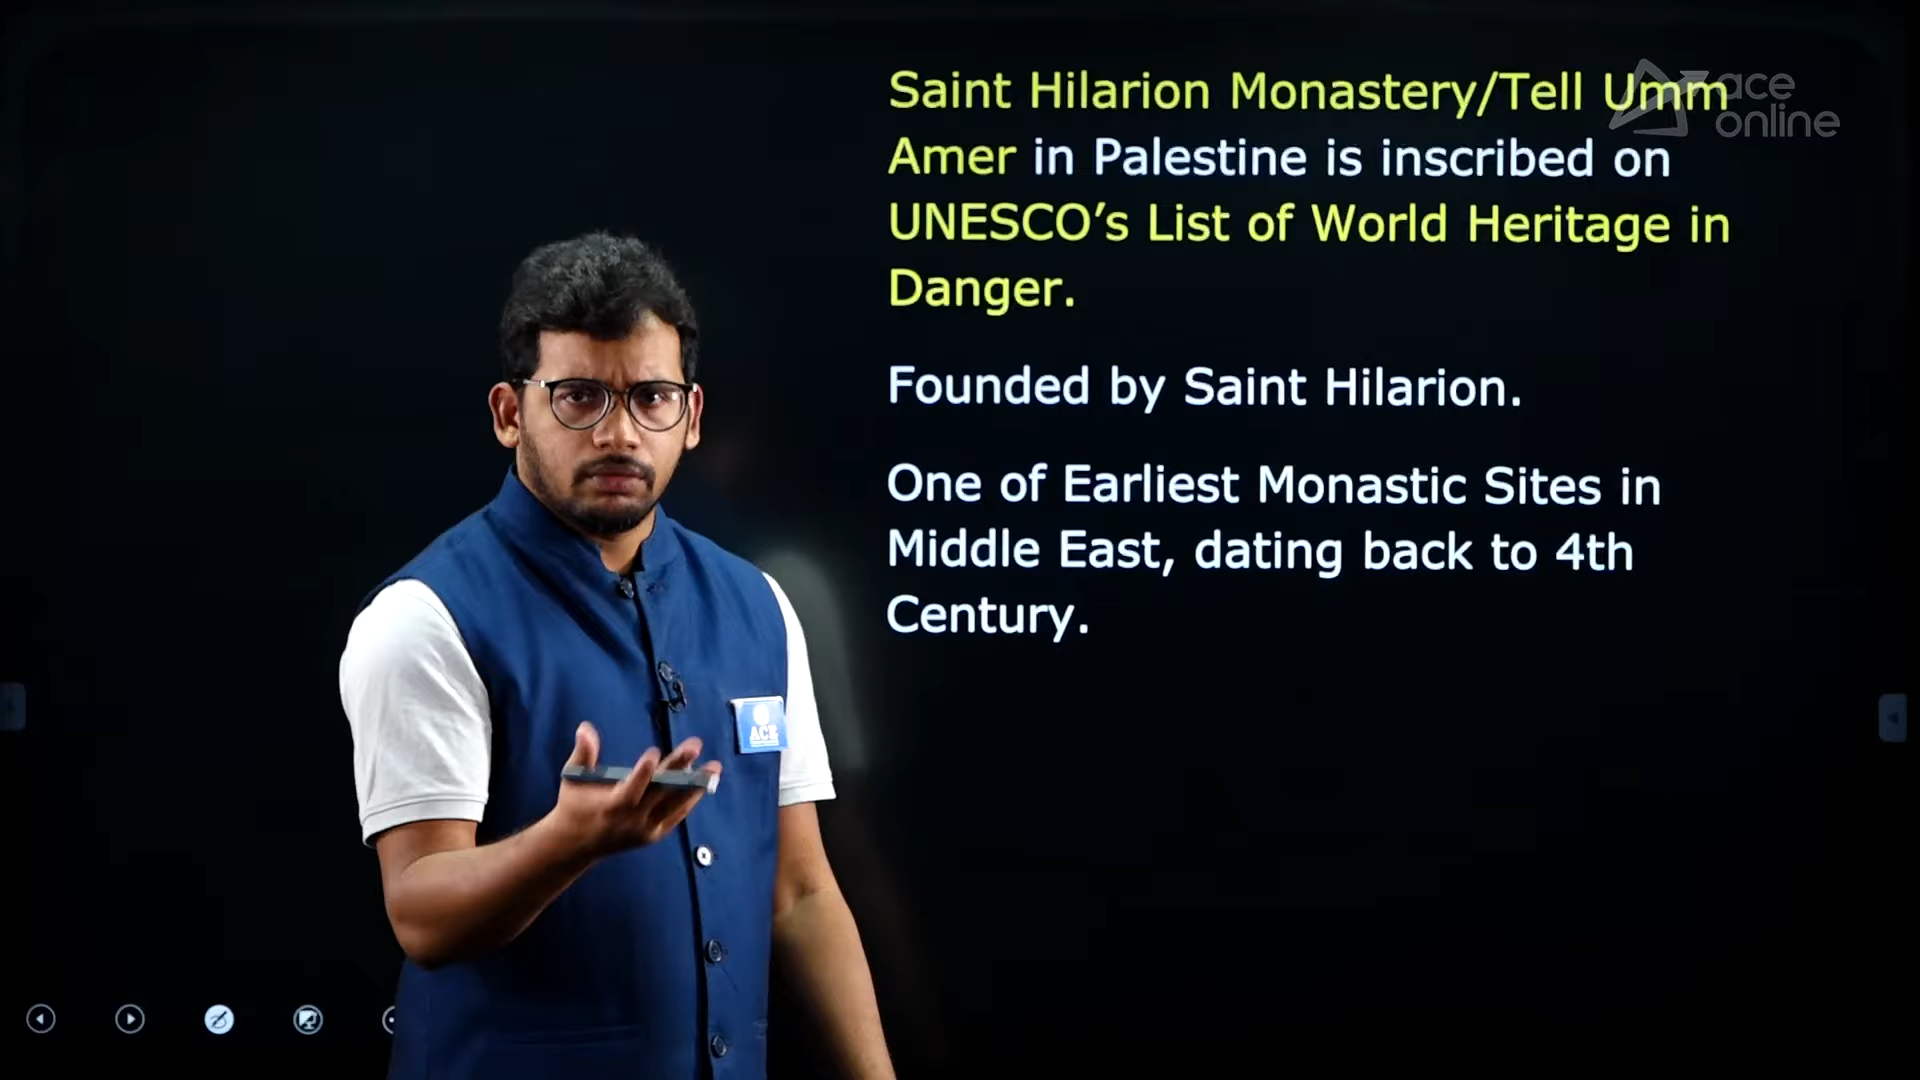 Saint Hilarion Monastery/Tell Umm
Amer in Palestine is inscribed on
UNESCO’s List of World Heritage in
Danger.
Founded by Saint Hilarion.
One of Earliest Monastic Sites in
Middle East, dating back to 4th
Century.
ace
online
ACE